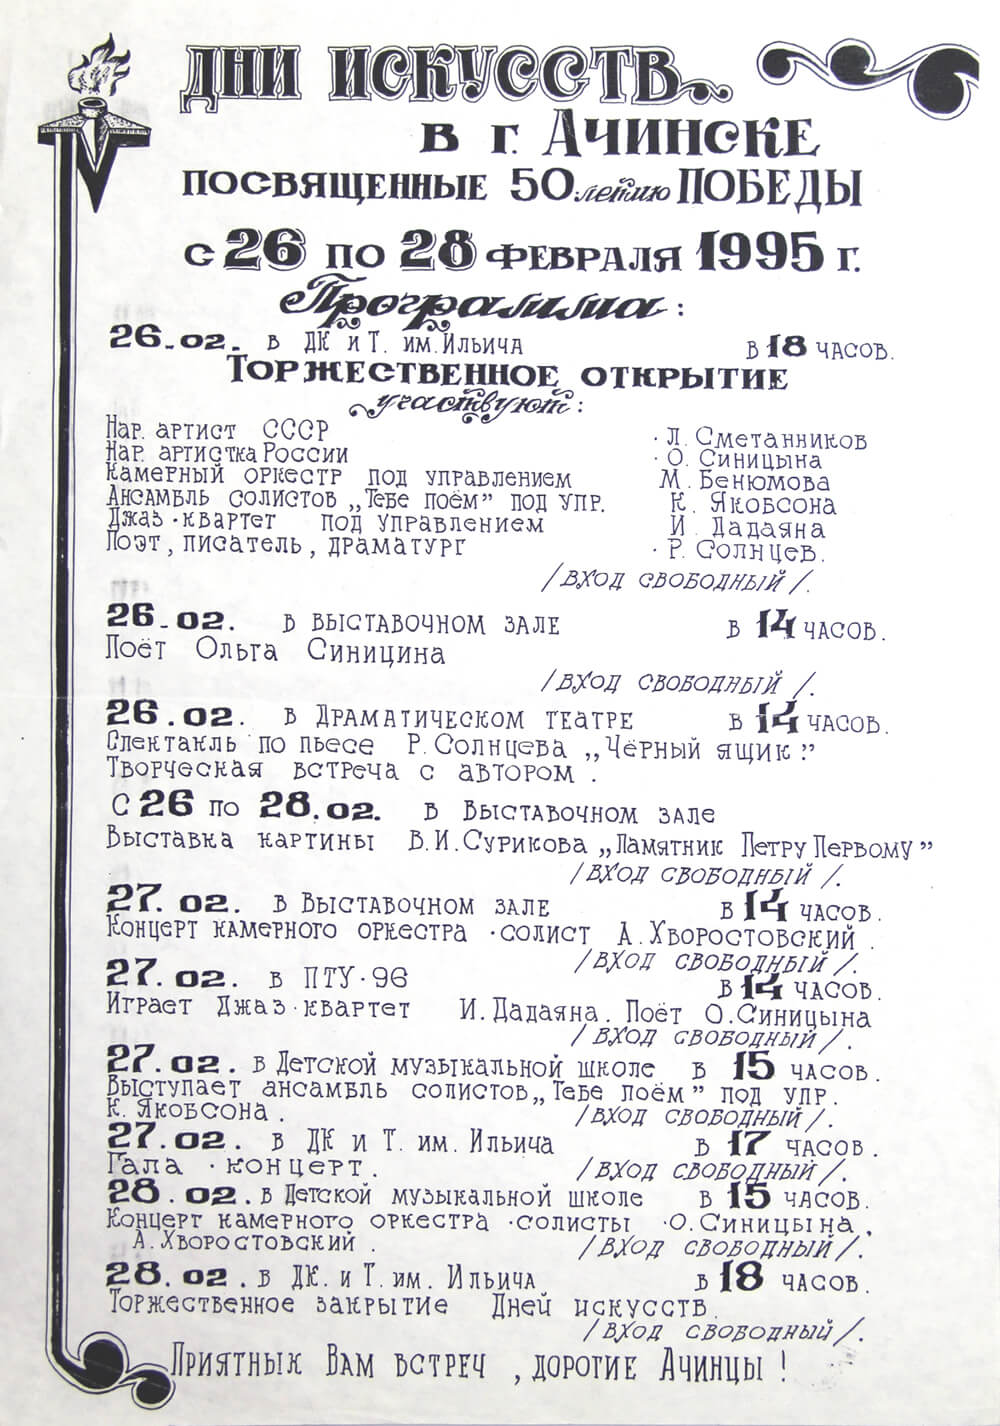 ДНИ ИСКУССТВ
В Г. АЧИНСКЕ
ПОСВЯЩЕННЫЕ 50летию ПОБЕДЫ
С 26 ПО 28 ФЕВРАЛЯ 1995 Г.
Программа:
26-02. В ДК И Т. ИМ. ИЛЬИЧА В 18 ЧАСОВ.
ТОРЖЕСТВЕННОЕ ОТКРЫТИЕ
участвуют:
НАР. АРТИСТ СССР · Л. СМЕТАННИКОВ
НАР. АРТИСТКА РОССИИ · О. СИНИЦЫНА
КАМЕРНЫЙ ОРКЕСТР ПОД УПРАВЛЕНИЕМ М. БЕНЮМОВА
АНСАМБЛЬ СОЛИСТОВ „ТЕБЕ ПОЁМ" ПОД УПР. К. ЯКОБСОНА
ДЖАЗ·КВАРТЕТ ПОД УПРАВЛЕНИЕМ И. ДАДАЯНА
ПОЭТ, ПИСАТЕЛЬ, ДРАМАТУРГ · Р. СОЛНЦЕВ.
/ВХОД СВОБОДНЫЙ/.
26-02. В ВЫСТАВОЧНОМ ЗАЛЕ В 14 ЧАСОВ.
ПОЁТ ОЛЬГА СИНИЦИНА
/ВХОД СВОБОДНЫЙ/.
26.02. В ДРАМАТИЧЕСКОМ ТЕАТРЕ В 14 ЧАСОВ.
СПЕКТАКЛЬ ПО ПЬЕСЕ Р. СОЛНЦЕВА „ЧЁРНЫЙ ЯЩИК".
ТВОРЧЕСКАЯ ВСТРЕЧА С АВТОРОМ.
С 26 ПО 28.02. В ВЫСТАВОЧНОМ ЗАЛЕ
ВЫСТАВКА КАРТИНЫ В.И. СУРИКОВА „ПАМЯТНИК ПЕТРУ ПЕРВОМУ"
/ВХОД СВОБОДНЫЙ/.
27.02. В ВЫСТАВОЧНОМ ЗАЛЕ В 14 ЧАСОВ.
КОНЦЕРТ КАМЕРНОГО ОРКЕСТРА ·СОЛИСТ А. ХВОРОСТОВСКИЙ.
/ВХОД СВОБОДНЫЙ/.
27.02. В ПТУ·96 В 14 ЧАСОВ.
ИГРАЕТ ДЖАЗ·КВАРТЕТ И. ДАДАЯНА. ПОЁТ О. СИНИЦЫНА
/ВХОД СВОБОДНЫЙ/.
27.02. В ДЕТСКОЙ МУЗЫКАЛЬНОЙ ШКОЛЕ В 15 ЧАСОВ.
ВЫСТУПАЕТ АНСАМБЛЬ СОЛИСТОВ „ТЕБЕ ПОЁМ" ПОД УПР.
К. ЯКОБСОНА. /ВХОД СВОБОДНЫЙ/.
27.02. В ДК И Т. ИМ. ИЛЬИЧА В 17 ЧАСОВ.
ГАЛА·КОНЦЕРТ. /ВХОД СВОБОДНЫЙ/.
28.02. В ДЕТСКОЙ МУЗЫКАЛЬНОЙ ШКОЛЕ В 15 ЧАСОВ.
КОНЦЕРТ КАМЕРНОГО ОРКЕСТРА ·СОЛИСТЫ ·О. СИНИЦЫНА,
А. ХВОРОСТОВСКИЙ. /ВХОД СВОБОДНЫЙ/.
28.02. В ДК. И Т. ИМ. ИЛЬИЧА В 18 ЧАСОВ.
ТОРЖЕСТВЕННОЕ ЗАКРЫТИЕ ДНЕЙ ИСКУССТВ.
/ВХОД СВОБОДНЫЙ/.
ПРИЯТНЫХ ВАМ ВСТРЕЧ, ДОРОГИЕ АЧИНЦЫ!